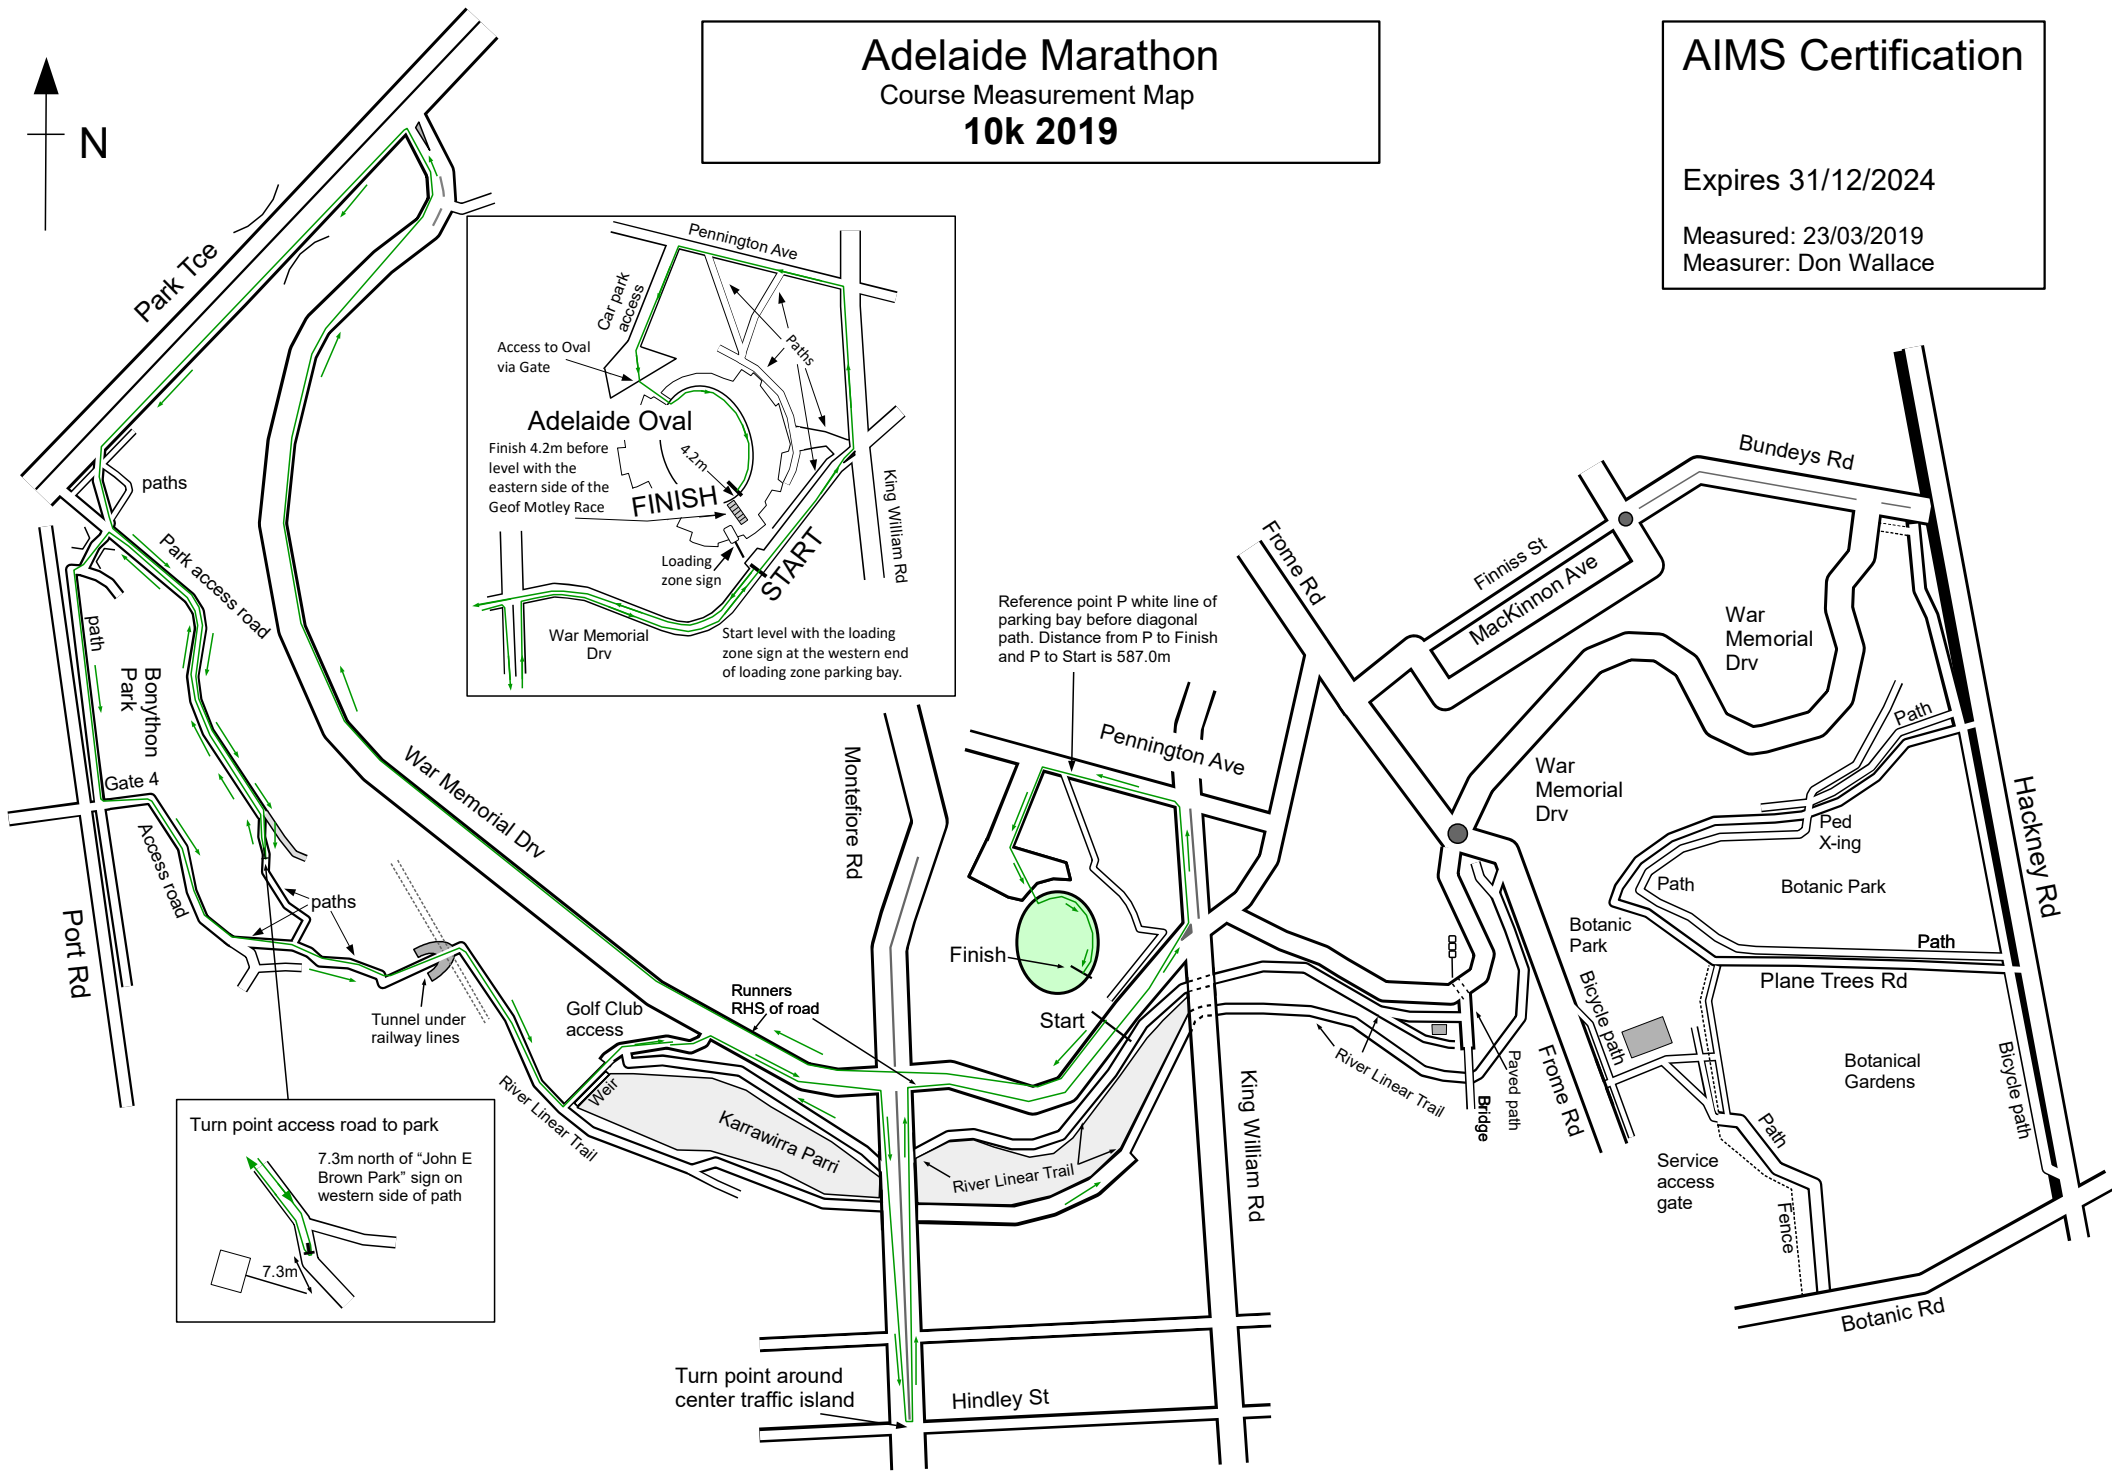 Adelaide Marathon
Course Measurement Map
10k 2019
AIMS Certification
Expires 31/12/2024
Measured: 23/03/2019
Measurer: Don Wallace
N
Park Tce
Pennington Ave
Car park
access
Paths
Access to Oval
via Gate
Adelaide Oval
Finish 4.2m before
level with the
eastern side of the
Geof Motley Race
4.2m
FINISH
King William Rd
Loading
zone sign
START
War Memorial
Drv
Start level with the loading
zone sign at the western end
of loading zone parking bay.
paths
Park access road
path
Bonython
Park
Gate 4
Access road
Port Rd
paths
Tunnel under
railway lines
War Memorial Drv
Golf Club
access
Weir
River Linear Trail
Karrawirra Parri
Runners
RHS of road
Montefiore Rd
Reference point P white line of
parking bay before diagonal
path. Distance from P to Finish
and P to Start is 587.0m
Pennington Ave
Finish
Start
River Linear Trail
King William Rd
Turn point access road to park
7.3m north of “John E
Brown Park” sign on
western side of path
7.3m
Turn point around
center traffic island
Hindley St
Frome Rd
Finniss St
MacKinnon Ave
Bundeys Rd
War
Memorial
Drv
War
Memorial
Drv
Path
Hackney Rd
Ped
X-ing
Path
Botanic Park
Botanic
Park
Path
Plane Trees Rd
Bicycle path
River Linear Trail
Bridge
Paved path
Frome Rd
Botanical
Gardens
Bicycle path
Path
Service
access
gate
Fence
Botanic Rd